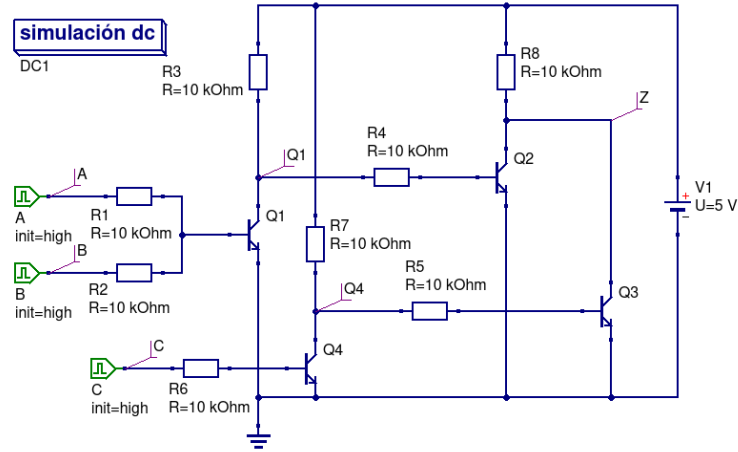 simulación dc
DC1
R3
R=10 kOhm
R8
R=10 kOhm
Z
R4
R=10 kOhm
Q1
Q2
V1
U=5 V
+
−
A
A
init=high
R1
R=10 kOhm
Q1
B
B
init=high
R2
R=10 kOhm
R7
R=10 kOhm
R5
R=10 kOhm
Q4
Q3
C
C
init=high
R6
R=10 kOhm
Q4